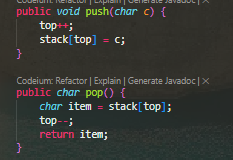 Codeium: Refactor | Explain | Generate Javadoc | ×
public void push(char c) {
top++;
stack[top] = c;
}
Codeium: Refactor | Explain | Generate Javadoc | ×
public char pop() {
char item = stack[top];
top--;
return item;
}